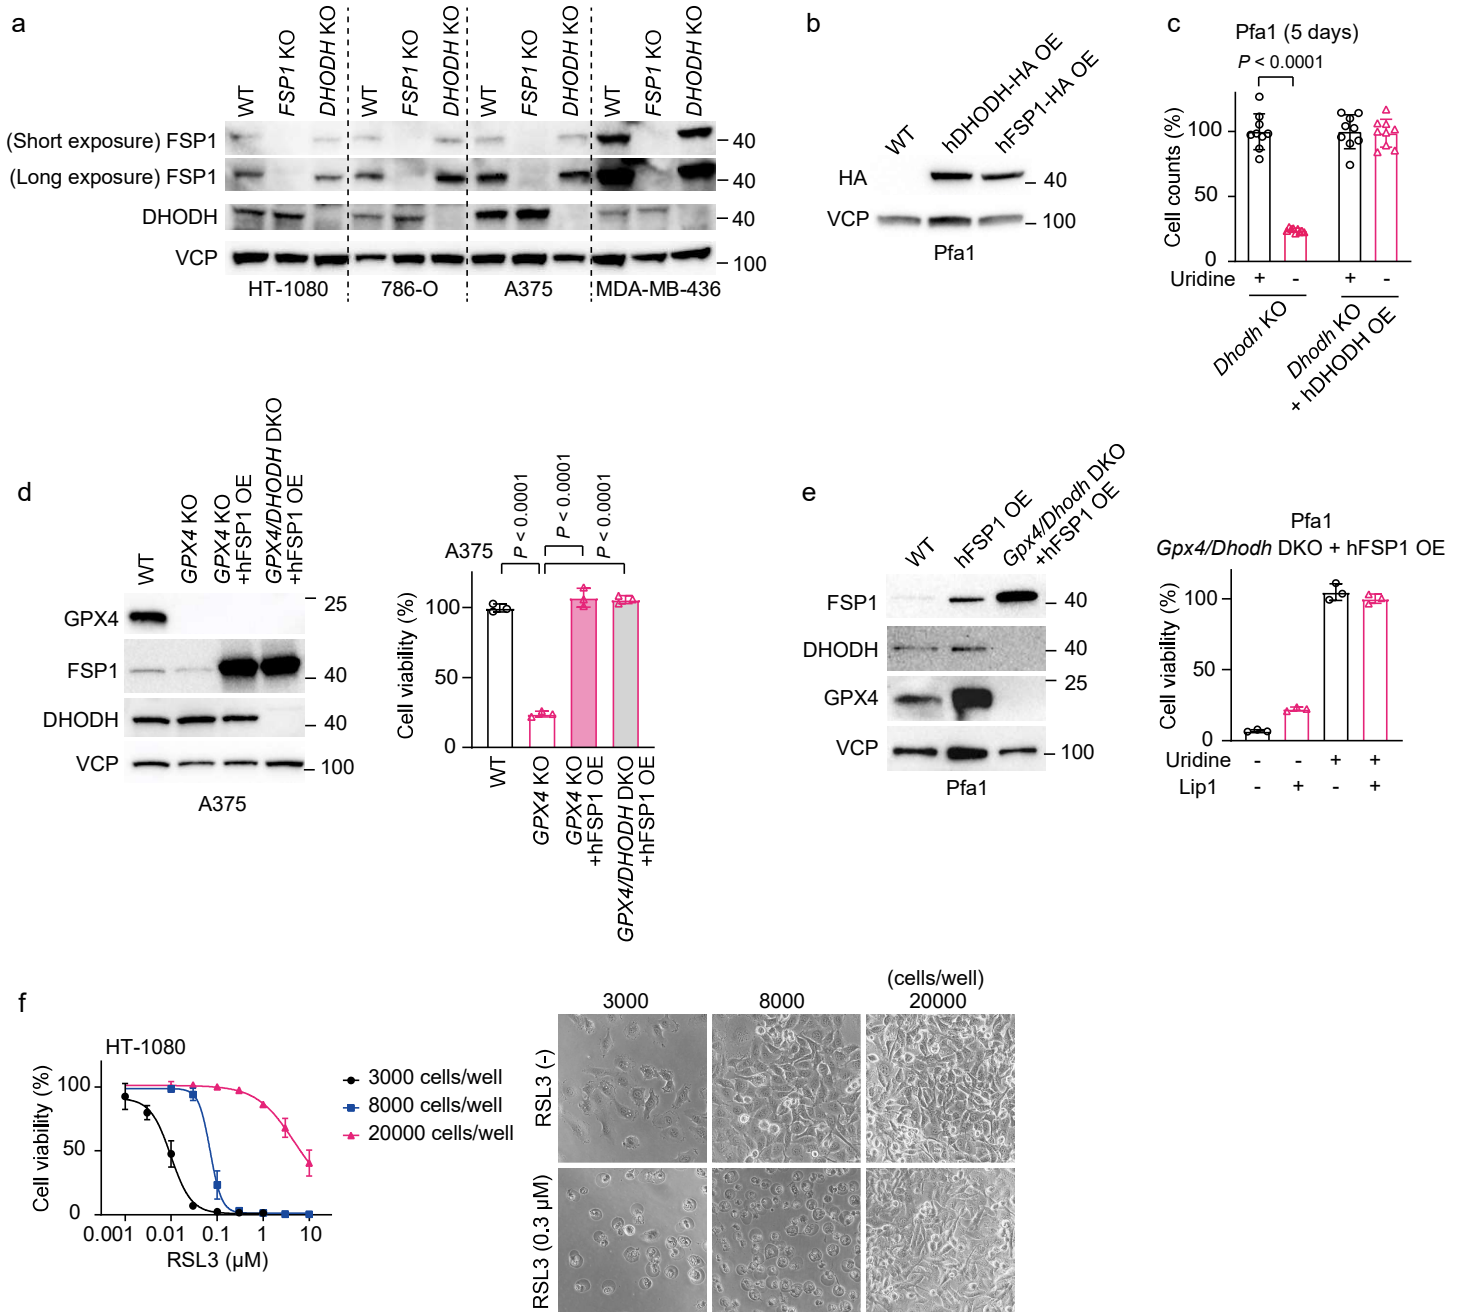 a
WT
FSP1 KO
DHODH KO
WT
FSP1 KO
DHODH KO
WT
FSP1 KO
DHODH KO
WT
FSP1 KO
DHODH KO
(Short exposure) FSP1
40
(Long exposure) FSP1
40
DHODH
40
VCP
100
HT-1080
786-O
A375
MDA-MB-436
b
WT
hDHODH-HA OE
hFSP1-HA OE
HA
40
VCP
100
Pfa1
c
Pfa1 (5 days)
P < 0.0001
Cell counts (%)
100
50
0
Uridine + - + -
Dhodh KO
Dhodh KO
+ hDHODH OE
d
WT
GPX4 KO
GPX4 KO
+hFSP1 OE
GPX4/DHODH DKO
+hFSP1 OE
GPX4
25
FSP1
40
DHODH
40
VCP
100
A375
A375
P < 0.0001
P < 0.0001
P < 0.0001
Cell viability (%)
100
50
0
WT
GPX4 KO
GPX4 KO
+hFSP1 OE
GPX4/DHODH DKO
+hFSP1 OE
e
WT
hFSP1 OE
Gpx4/Dhodh DKO
+hFSP1 OE
FSP1
40
DHODH
40
GPX4
25
VCP
100
Pfa1
Pfa1
Gpx4/Dhodh DKO + hFSP1 OE
Cell viability (%)
100
50
0
Uridine - - + +
Lip1 - + - +
f
HT-1080
Cell viability (%)
100
50
0
0.001 0.01 0.1 1 10
RSL3 (μM)
3000 cells/well
8000 cells/well
20000 cells/well
(cells/well)
3000 8000 20000
RSL3 (-)
RSL3 (0.3 μM)